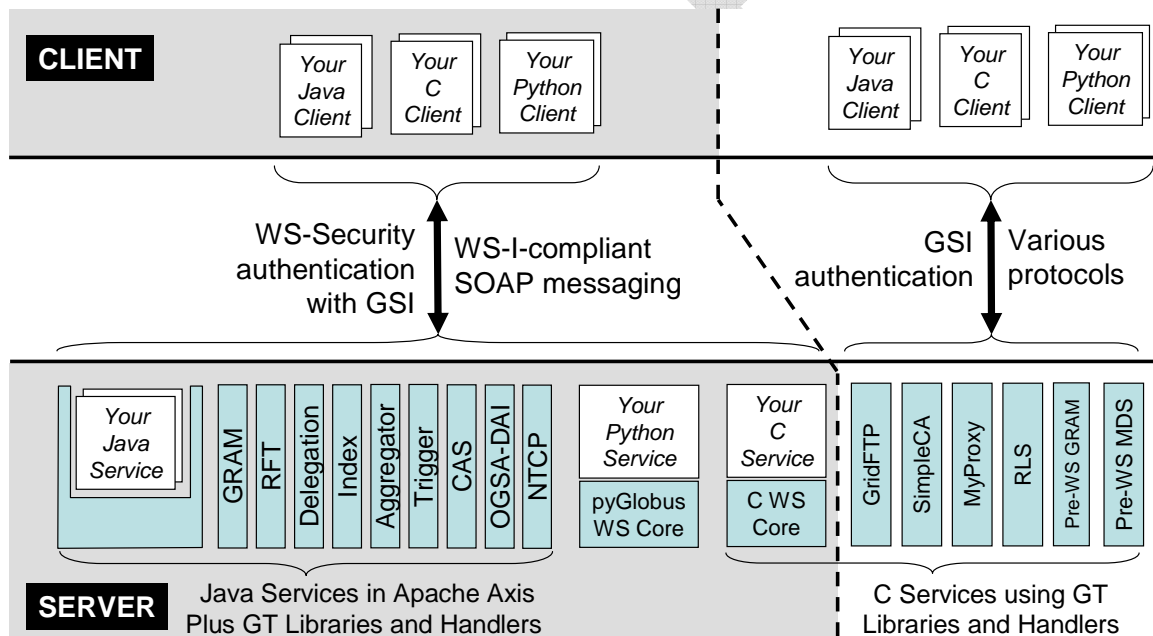 CLIENT
Your
Java
Client
Your
C
Client
Your
Python
Client
Your
Java
Client
Your
C
Client
Your
Python
Client
WS-Security
authentication
with GSI
WS-I-compliant
SOAP messaging
GSI
authentication
Various
protocols
Your
Java
Service
GRAM
RFT
Delegation
Index
Aggregator
Trigger
CAS
OGSA-DAI
NTCP
Your
Python
Service
pyGlobus
WS Core
Your
C
Service
C WS
Core
GridFTP
SimpleCA
MyProxy
RLS
Pre-WS GRAM
Pre-WS MDS
SERVER
Java Services in Apache Axis
Plus GT Libraries and Handlers
C Services using GT
Libraries and Handlers